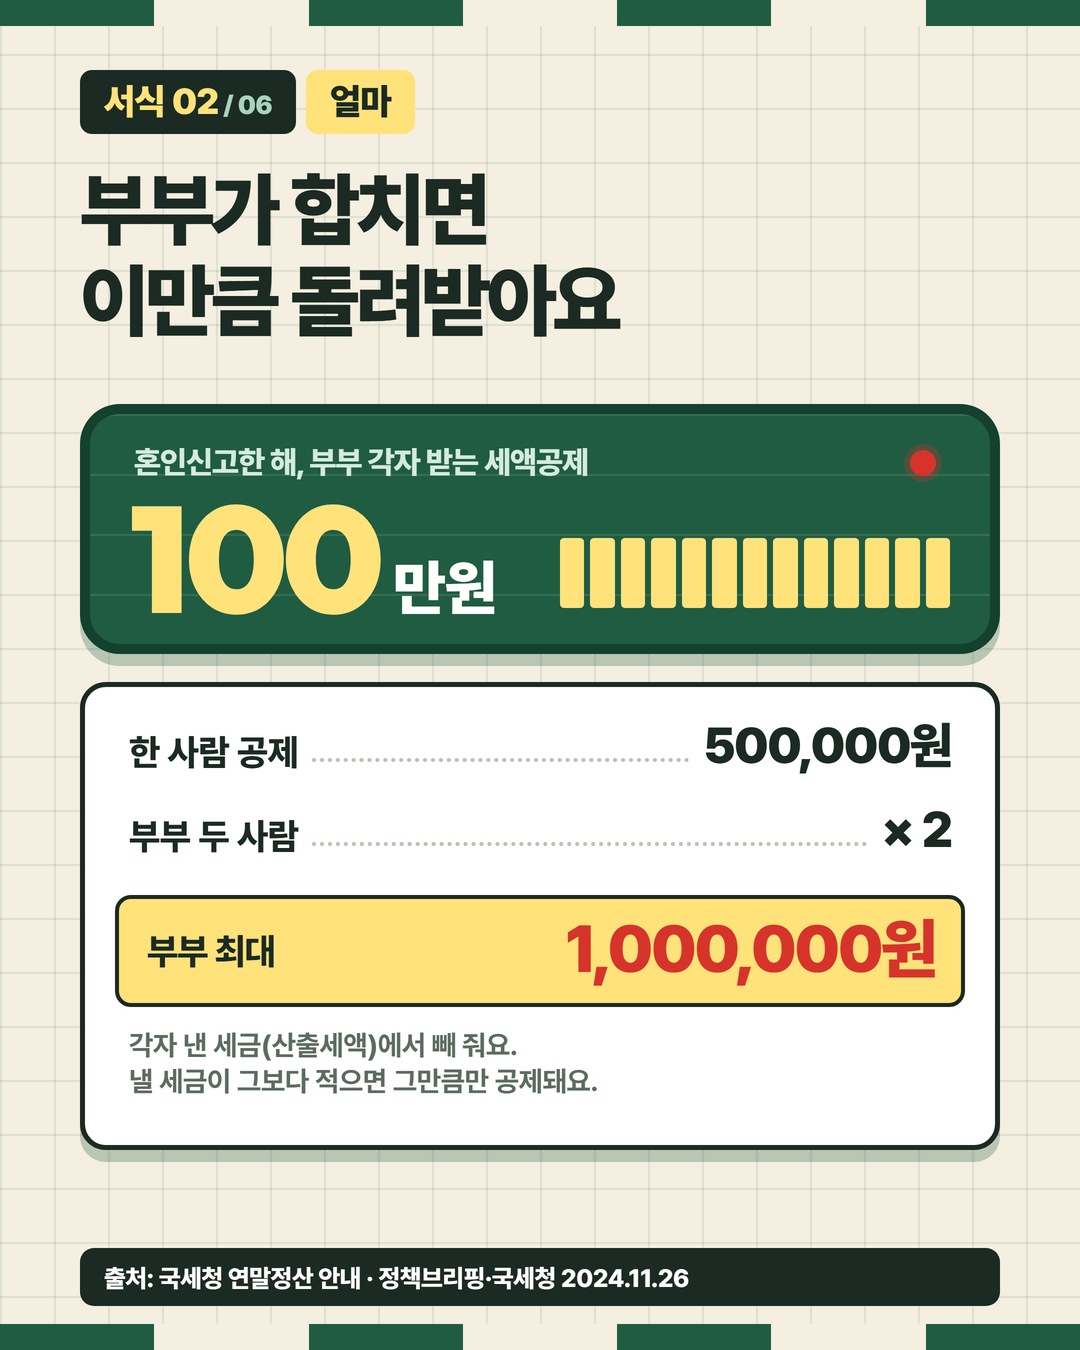 서식 02 / 06
얼마
부부가 합치면
이만큼 돌려받아요
혼인신고한 해, 부부 각자 받는 세액공제
100 만원
한 사람 공제 500,000원
부부 두 사람 × 2
부부 최대 1,000,000원
각자 낸 세금(산출세액)에서 빼 줘요.
낼 세금이 그보다 적으면 그만큼만 공제돼요.
출처: 국세청 연말정산 안내 · 정책브리핑·국세청 2024.11.26